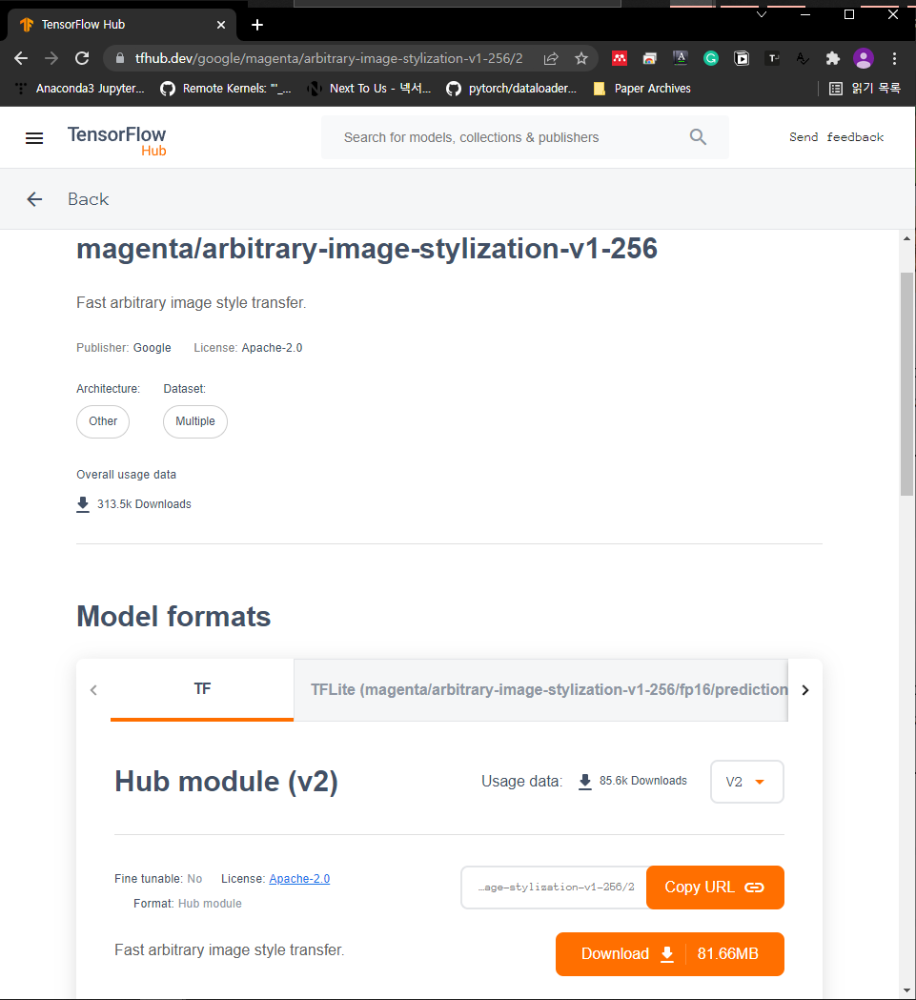 TensorFlow Hub
tfhub.dev/google/magenta/arbitrary-image-stylization-v1-256/2
Anaconda3 Jupyter... Remote Kernels: "'_... Next To Us - 넥서... pytorch/dataloader... Paper Archives 읽기 목록
TensorFlow
Hub
Search for models, collections & publishers
Send feedback
Back
magenta/arbitrary-image-stylization-v1-256
Fast arbitrary image style transfer.
Publisher: Google License: Apache-2.0
Architecture: Dataset:
Other Multiple
Overall usage data
313.5k Downloads
Model formats
TF TFLite (magenta/arbitrary-image-stylization-v1-256/fp16/prediction
Hub module (v2) Usage data: 85.6k Downloads V2
Fine tunable: No License: Apache-2.0
Format: Hub module
…age-stylization-v1-256/2 Copy URL
Fast arbitrary image style transfer.
Download 81.66MB